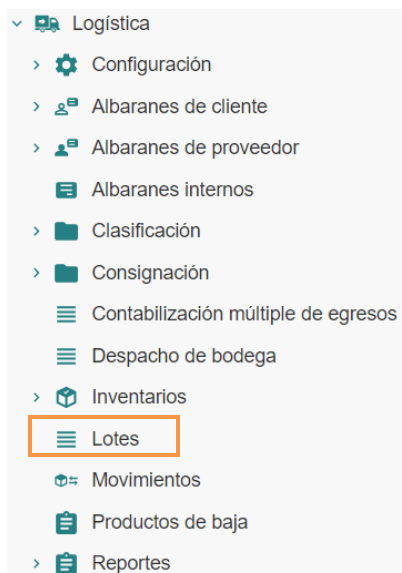 Logística
Configuración
Albaranes de cliente
Albaranes de proveedor
Albaranes internos
Clasificación
Consignación
Contabilización múltiple de egresos
Despacho de bodega
Inventarios
Lotes
Movimientos
Productos de baja
Reportes